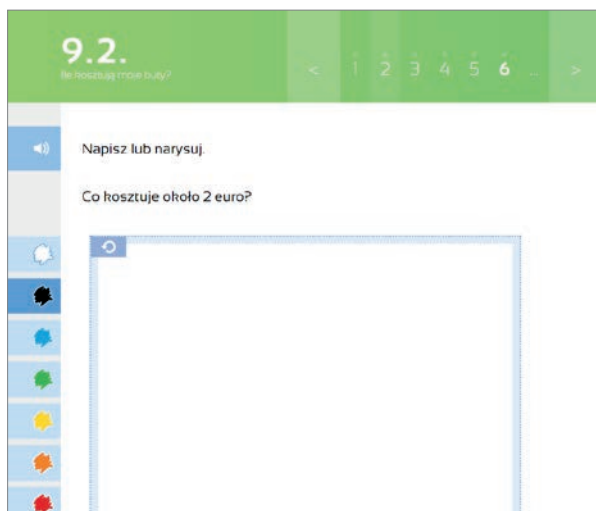 9.2.
Ile kosztują moje buty?
< 1 2 3 4 5 6 ... >
Napisz lub narysuj.
Co kosztuje około 2 euro?